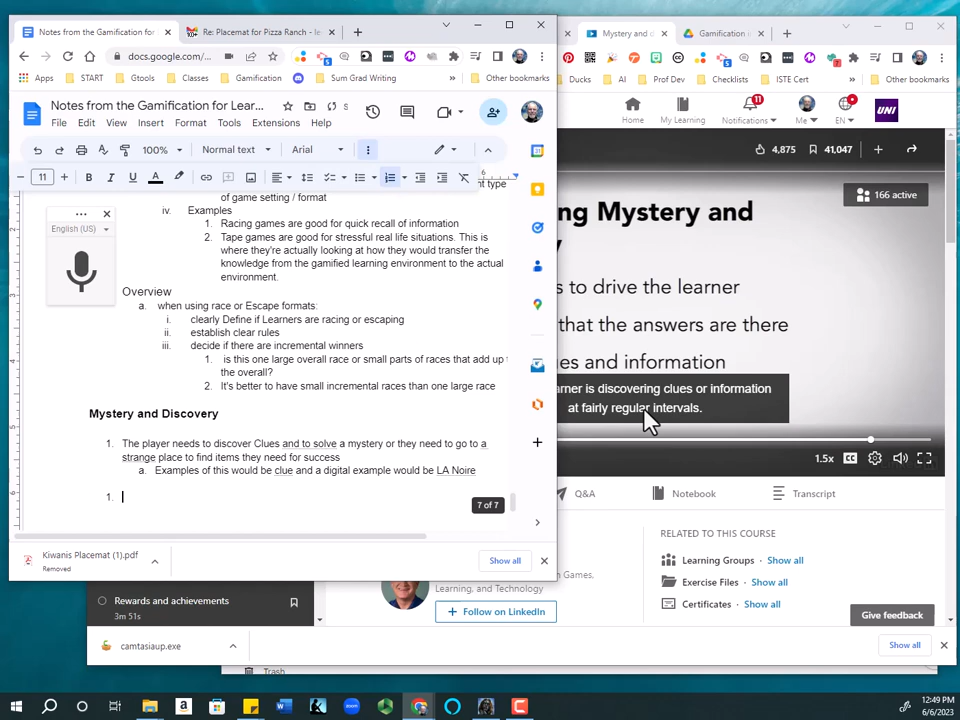 Notes from the Gamification for
Re: Placemat for Pizza Ranch - le
docs.google.com/...
Apps
START
Gtools
Classes
Gamification
Sum Grad Writing
»
Other bookmarks
Notes from the Gamification for Lear...
File Edit View Insert Format Tools Extensions Help
100%
Normal text
Arial
11
B I U A
English (US)
nt type
of game setting / format
iv. Examples
1. Racing games are good for quick recall of information
2. Tape games are good for stressful real life situations. This is
where they're actually looking at how they would transfer the
knowledge from the gamified learning environment to the actual
environment.
Overview
a. when using race or Escape formats:
i. clearly Define if Learners are racing or escaping
ii. establish clear rules
iii. decide if there are incremental winners
1. is this one large overall race or small parts of races that add up
the overall?
2. It's better to have small incremental races than one large race
Mystery and Discovery
1. The player needs to discover Clues and to solve a mystery or they need to go to a
strange place to find items they need for success
a. Examples of this would be clue and a digital example would be LA Noire
1.
7 of 7
Kiwanis Placemat (1).pdf
Removed
Show all
Mystery and d
Gamification i
Ducks
AI
Prof Dev
Checklists
ISTE Cert
»
Other bookmarks
Home
My Learning
Notifications
11
Me
EN
UNI
4,875
41,047
166 active
ng Mystery and
y
s to drive the learner
that the answers are there
ues and information
arner is discovering clues or information
at fairly regular intervals.
1.5x
CC
Q&A
Notebook
Transcript
RELATED TO THIS COURSE
Learning Groups · Show all
Exercise Files · Show all
Certificates · Show all
n Games,
Learning, and Technology
+ Follow on LinkedIn
Give feedback
Rewards and achievements
3m 51s
camtasiaup.exe
Show all
Trash
12:49 PM
6/6/2023